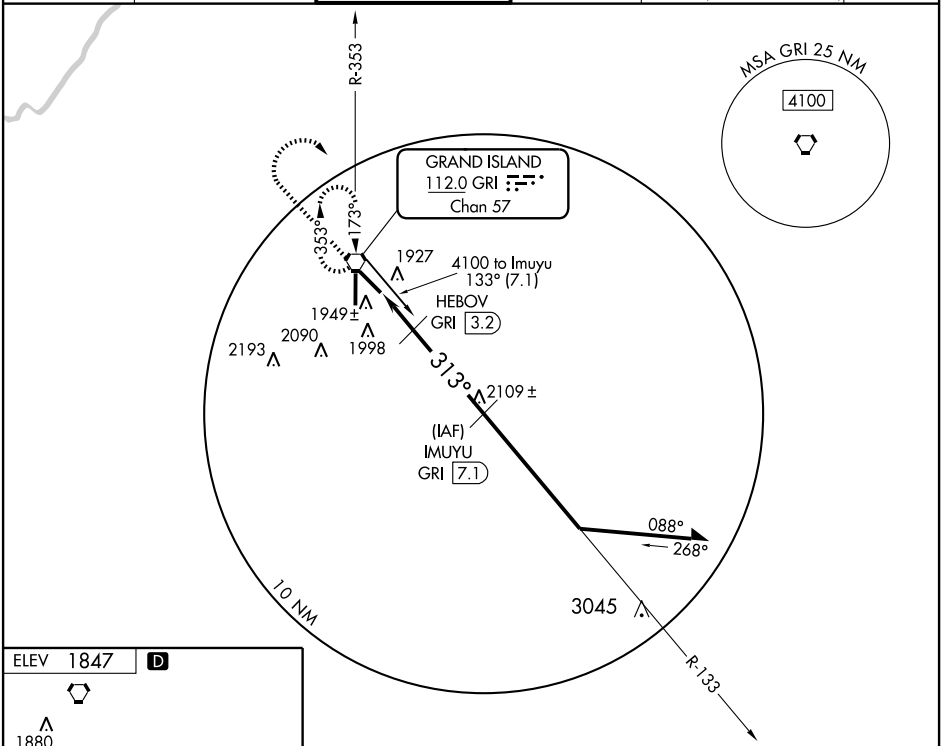 R-353
MSA GRI 25 NM
4100
GRAND ISLAND
112.0 GRI
Chan 57
353°
173°
1927
4100 to Imuyu
133° (7.1)
HEBOV
GRI 3.2
1949±
2090
1998
2193
313°
2109±
(IAF)
IMUYU
GRI 7.1
088°
268°
10 NM
3045
R-133
ELEV 1847 D
1880